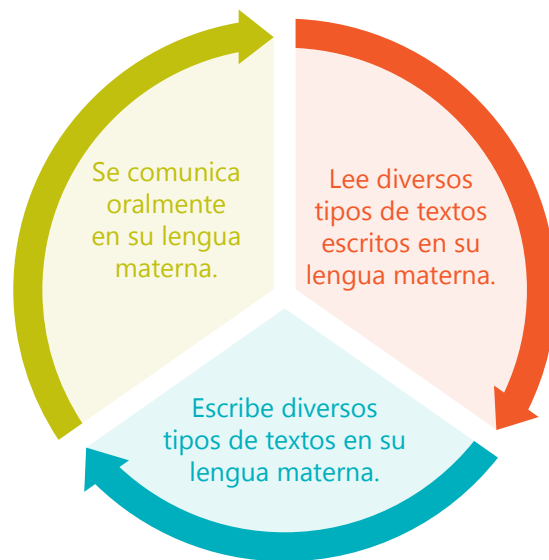 Se comunica
oralmente
en su lengua
materna.
Lee diversos
tipos de textos
escritos en su
lengua materna.
Escribe diversos
tipos de textos en su
lengua materna.